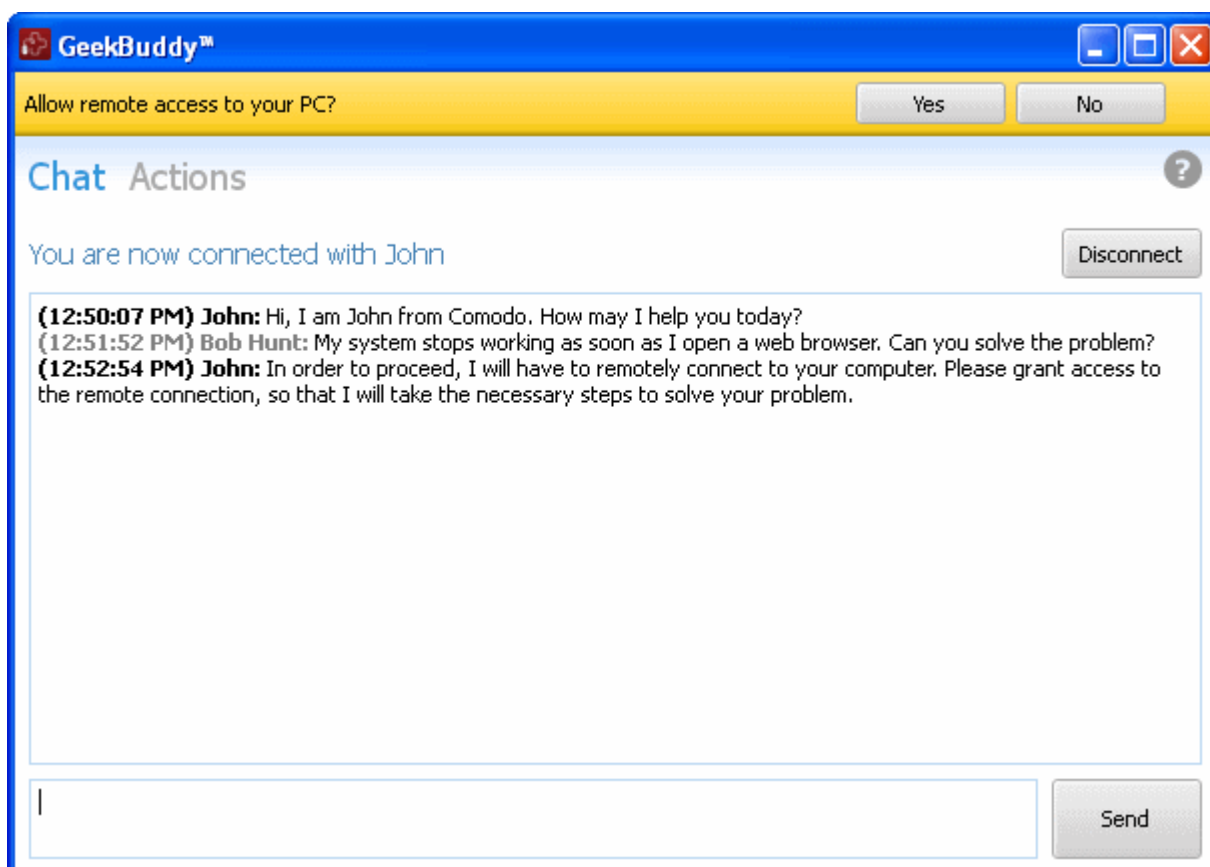 GeekBuddy™
Allow remote access to your PC?
Yes
No
Chat
Actions
?
You are now connected with John
Disconnect
(12:50:07 PM) John: Hi, I am John from Comodo. How may I help you today?
(12:51:52 PM) Bob Hunt: My system stops working as soon as I open a web browser. Can you solve the problem?
(12:52:54 PM) John: In order to proceed, I will have to remotely connect to your computer. Please grant access to
the remote connection, so that I will take the necessary steps to solve your problem.
Send